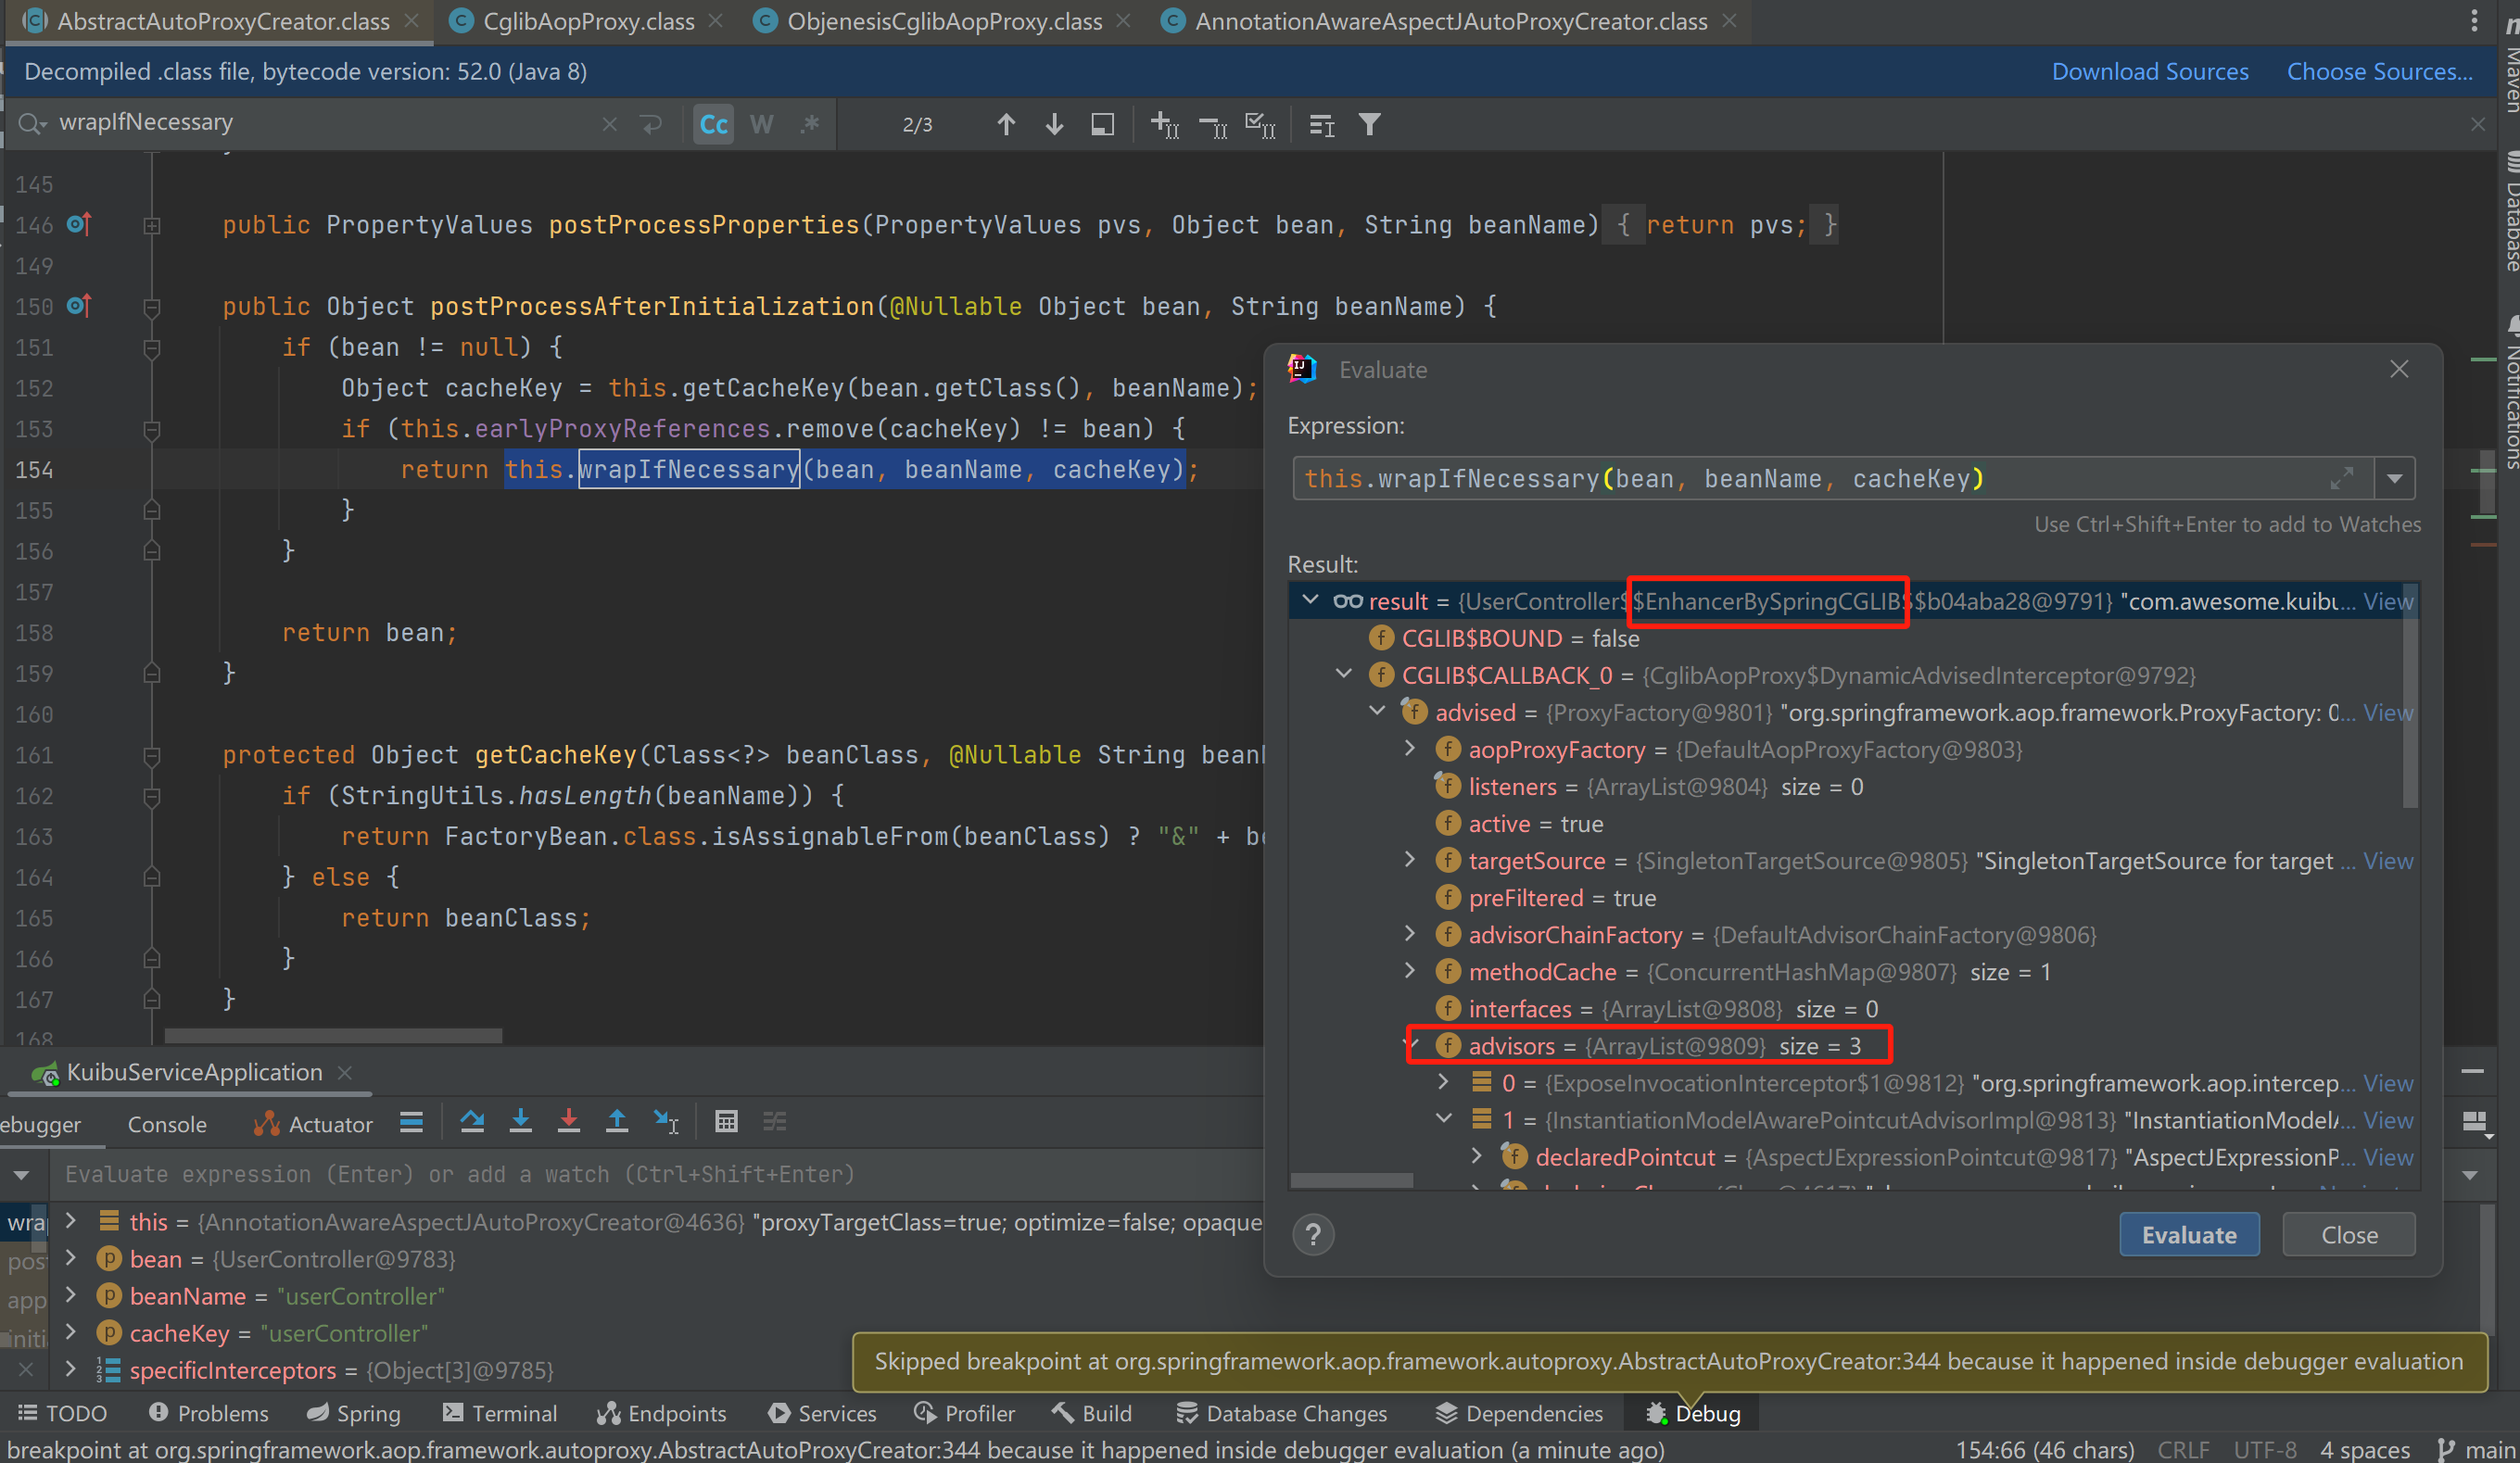 AbstractAutoProxyCreator.class
CglibAopProxy.class
ObjenesisCglibAopProxy.class
AnnotationAwareAspectJAutoProxyCreator.class
Decompiled .class file, bytecode version: 52.0 (Java 8)
Download Sources
Choose Sources...
wrapIfNecessary
Cc W .*
2/3
145
146 public PropertyValues postProcessProperties(PropertyValues pvs, Object bean, String beanName) { return pvs; }
149
150 public Object postProcessAfterInitialization(@Nullable Object bean, String beanName) {
151 if (bean != null) {
152 Object cacheKey = this.getCacheKey(bean.getClass(), beanName);
153 if (this.earlyProxyReferences.remove(cacheKey) != bean) {
154 return this.wrapIfNecessary(bean, beanName, cacheKey);
155 }
156 }
157
158 return bean;
159 }
160
161 protected Object getCacheKey(Class<?> beanClass, @Nullable String bean
162 if (StringUtils.hasLength(beanName)) {
163 return FactoryBean.class.isAssignableFrom(beanClass) ? "&" + be
164 } else {
165 return beanClass;
166 }
167 }
168
Maven
Database
Notifications
Evaluate
Expression:
this.wrapIfNecessary(bean, beanName, cacheKey)
Use Ctrl+Shift+Enter to add to Watches
Result:
result = {UserController$$EnhancerBySpringCGLIB$$b04aba28@9791} "com.awesome.kuibu... View
CGLIB$BOUND = false
CGLIB$CALLBACK_0 = {CglibAopProxy$DynamicAdvisedInterceptor@9792}
advised = {ProxyFactory@9801} "org.springframework.aop.framework.ProxyFactory: 0... View
aopProxyFactory = {DefaultAopProxyFactory@9803}
listeners = {ArrayList@9804} size = 0
active = true
targetSource = {SingletonTargetSource@9805} "SingletonTargetSource for target ... View
preFiltered = true
advisorChainFactory = {DefaultAdvisorChainFactory@9806}
methodCache = {ConcurrentHashMap@9807} size = 1
interfaces = {ArrayList@9808} size = 0
advisors = {ArrayList@9809} size = 3
0 = {ExposeInvocationInterceptor$1@9812} "org.springframework.aop.intercep... View
1 = {InstantiationModelAwarePointcutAdvisorImpl@9813} "InstantiationModelA... View
declaredPointcut = {AspectJExpressionPointcut@9817} "AspectJExpressionP... View
? Evaluate Close
KuibuServiceApplication
ebugger Console Actuator
Evaluate expression (Enter) or add a watch (Ctrl+Shift+Enter)
wrap
post
app
initi
this = {AnnotationAwareAspectJAutoProxyCreator@4636} "proxyTargetClass=true; optimize=false; opaque
bean = {UserController@9783}
beanName = "userController"
cacheKey = "userController"
specificInterceptors = {Object[3]@9785}
Skipped breakpoint at org.springframework.aop.framework.autoproxy.AbstractAutoProxyCreator:344 because it happened inside debugger evaluation
TODO Problems Spring Terminal Endpoints Services Profiler Build Database Changes Dependencies Debug
breakpoint at org.springframework.aop.framework.autoproxy.AbstractAutoProxyCreator:344 because it happened inside debugger evaluation (a minute ago)
154:66 (46 chars) CRLF UTF-8 4 spaces main